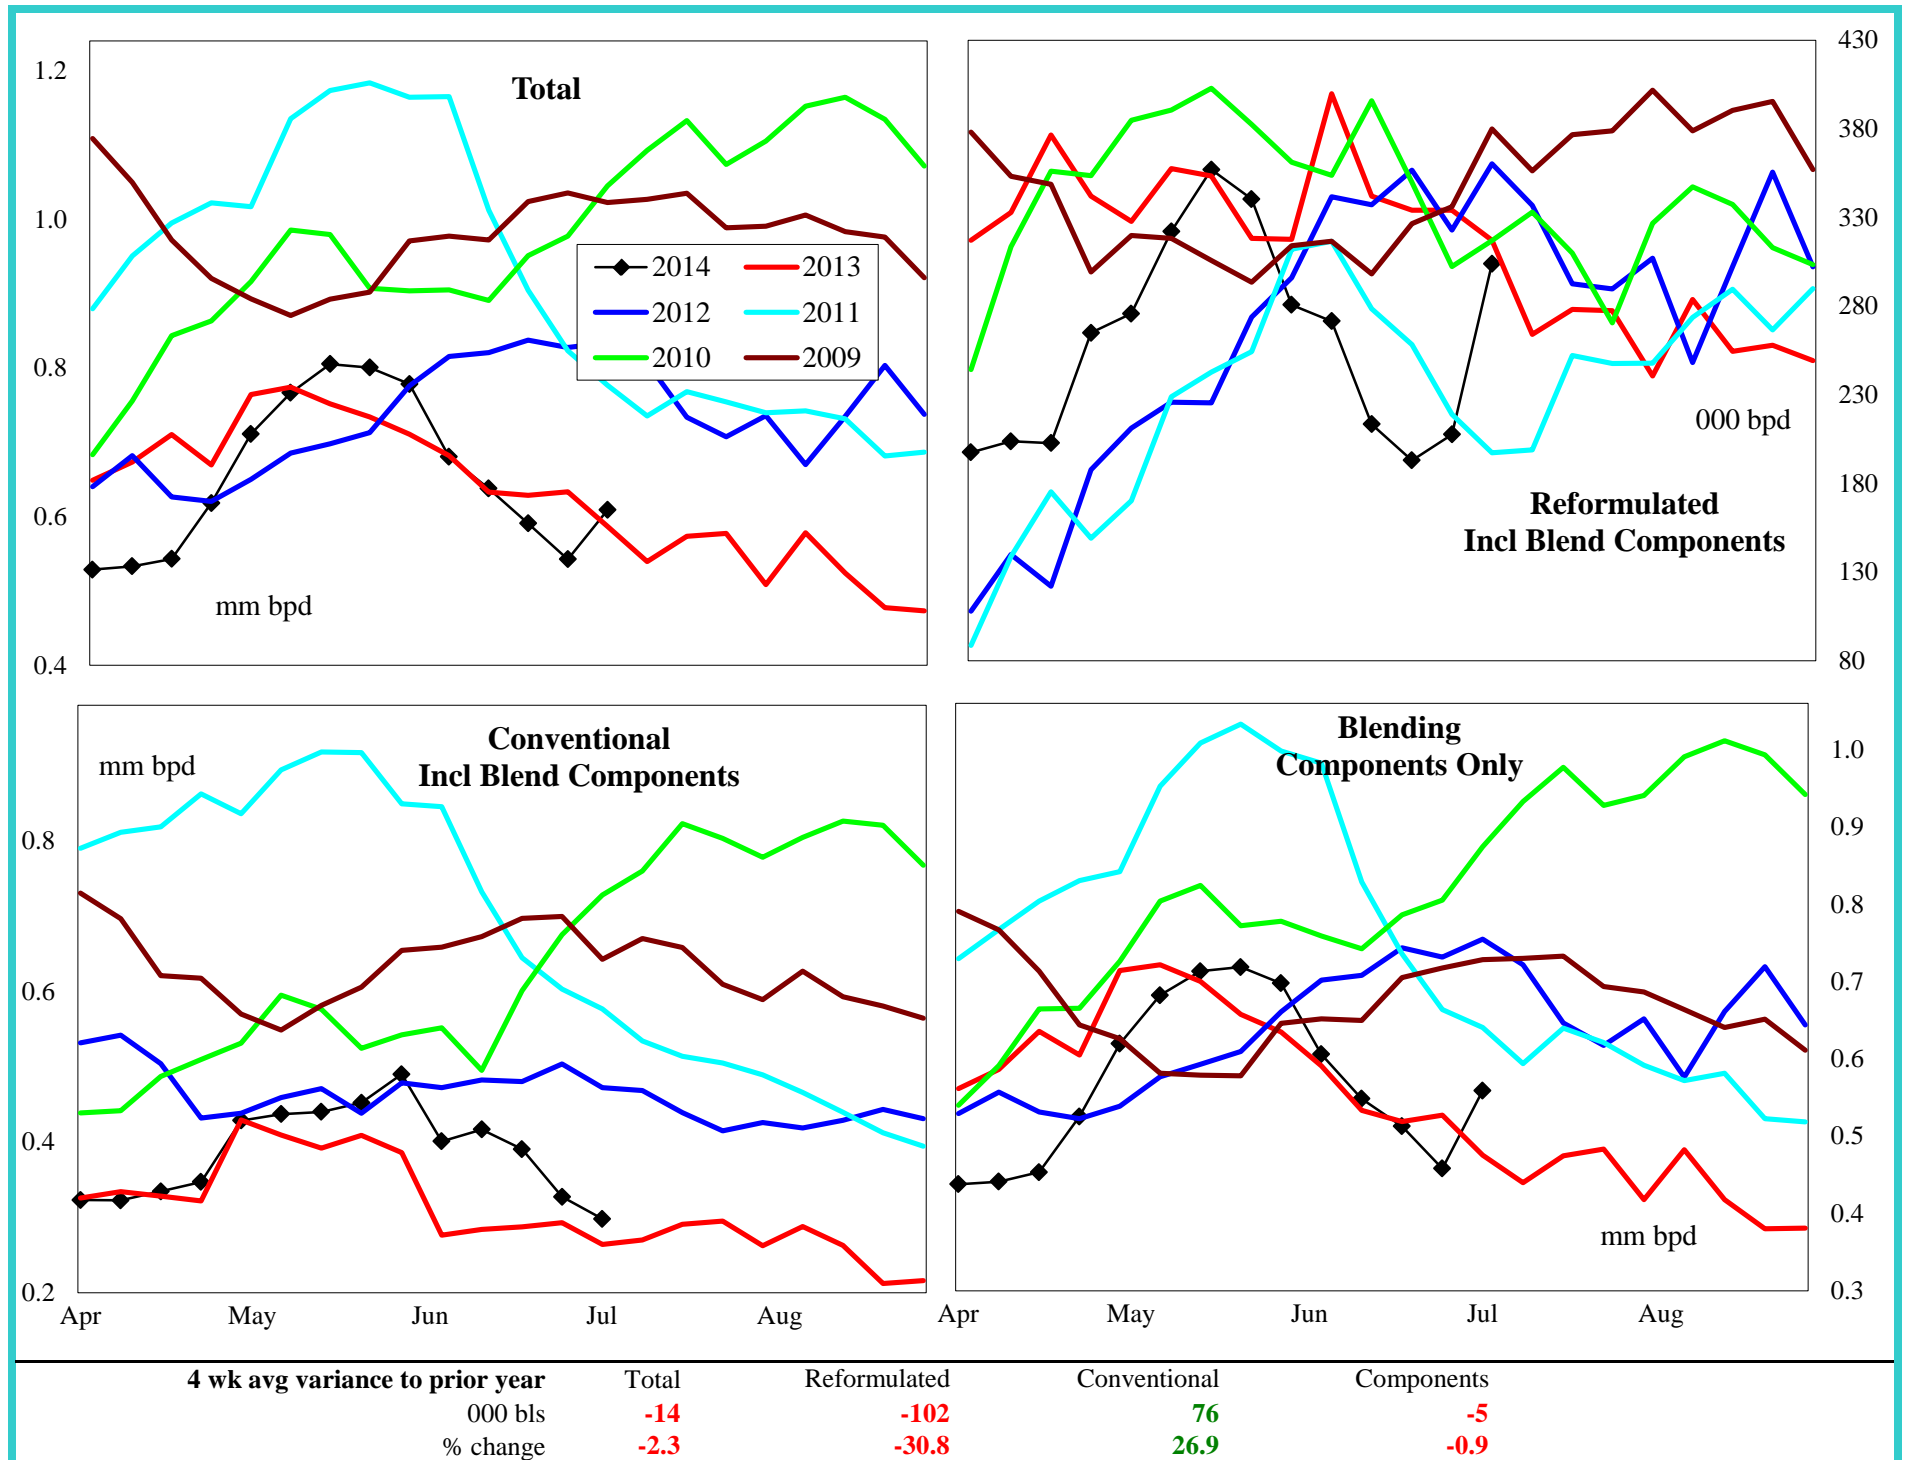 Total
1.2
1.0
0.8
0.6
0.4
mm bpd
2014 2013
2012 2011
2010 2009
430
380
330
280
230
180
130
80
000 bpd
Reformulated
Incl Blend Components
mm bpd
Conventional
Incl Blend Components
0.8
0.6
0.4
0.2
Apr May Jun Jul Aug
Blending
Components Only
1.0
0.9
0.8
0.7
0.6
0.5
0.4
0.3
mm bpd
Apr May Jun Jul Aug
4 wk avg variance to prior year Total Reformulated Conventional Components
000 bls -14 -102 76 -5
% change -2.3 -30.8 26.9 -0.9